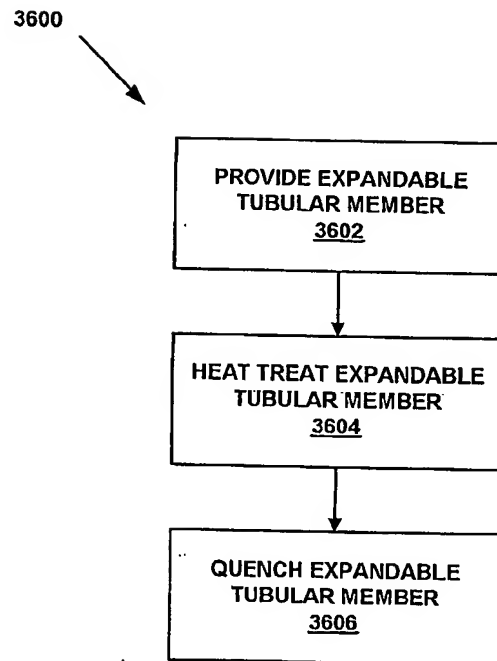 3600
PROVIDE EXPANDABLE
TUBULAR MEMBER
3602
HEAT TREAT EXPANDABLE
TUBULAR MEMBER
3604
QUENCH EXPANDABLE
TUBULAR MEMBER
3606